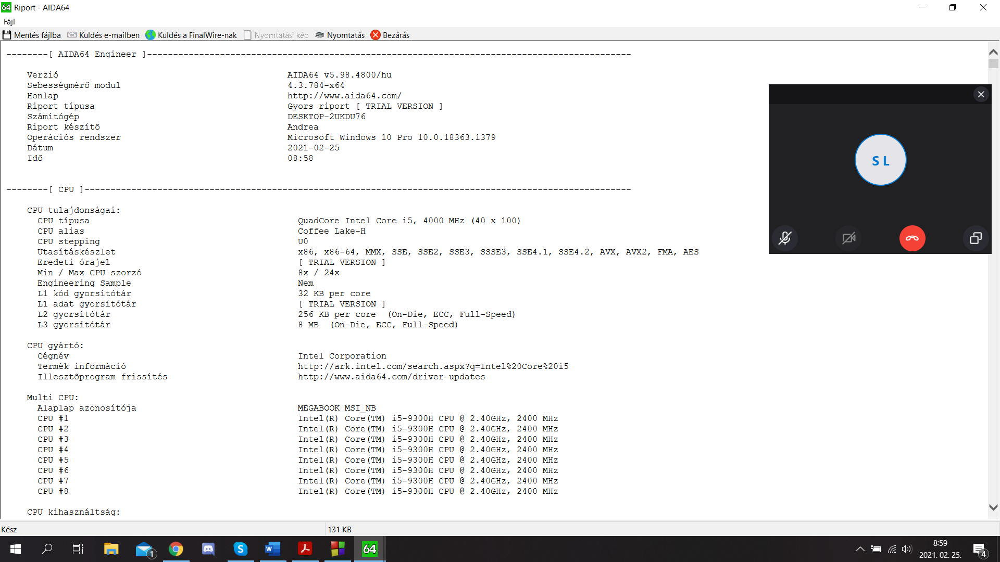 Riport - AIDA64
Fájl
Mentés fájlba Küldés e-mailben Küldés a FinalWire-nak Nyomtatási kép Nyomtatás Bezárás
--------[ AIDA64 Engineer ]---------------------------------------------------------------------------------------------
Verzió AIDA64 v5.98.4800/hu
Sebességmérő modul 4.3.784-x64
Honlap http://www.aida64.com/
Riport típusa Gyors riport [ TRIAL VERSION ]
Számítógép DESKTOP-2UKDU76
Riport készítő Andrea
Operációs rendszer Microsoft Windows 10 Pro 10.0.18363.1379
Dátum 2021-02-25
Idő 08:58
--------[ CPU ]---------------------------------------------------------------------------------------------------------
CPU tulajdonságai:
CPU típusa QuadCore Intel Core i5, 4000 MHz (40 x 100)
CPU alias Coffee Lake-H
CPU stepping U0
Utasításkészlet x86, x86-64, MMX, SSE, SSE2, SSE3, SSSE3, SSE4.1, SSE4.2, AVX, AVX2, FMA, AES
Eredeti órajel [ TRIAL VERSION ]
Min / Max CPU szorzó 8x / 24x
Engineering Sample Nem
L1 kód gyorsítótár 32 KB per core
L1 adat gyorsítótár [ TRIAL VERSION ]
L2 gyorsítótár 256 KB per core (On-Die, ECC, Full-Speed)
L3 gyorsítótár 8 MB (On-Die, ECC, Full-Speed)
CPU gyártó:
Cégnév Intel Corporation
Termék információ http://ark.intel.com/search.aspx?q=Intel%20Core%20i5
Illesztőprogram frissítés http://www.aida64.com/driver-updates
Multi CPU:
Alaplap azonosítója MEGABOOK MSI_NB
CPU #1 Intel(R) Core(TM) i5-9300H CPU @ 2.40GHz, 2400 MHz
CPU #2 Intel(R) Core(TM) i5-9300H CPU @ 2.40GHz, 2400 MHz
CPU #3 Intel(R) Core(TM) i5-9300H CPU @ 2.40GHz, 2400 MHz
CPU #4 Intel(R) Core(TM) i5-9300H CPU @ 2.40GHz, 2400 MHz
CPU #5 Intel(R) Core(TM) i5-9300H CPU @ 2.40GHz, 2400 MHz
CPU #6 Intel(R) Core(TM) i5-9300H CPU @ 2.40GHz, 2400 MHz
CPU #7 Intel(R) Core(TM) i5-9300H CPU @ 2.40GHz, 2400 MHz
CPU #8 Intel(R) Core(TM) i5-9300H CPU @ 2.40GHz, 2400 MHz
CPU kihasználtság:
S L
Kész 131 KB
1
S
W
64
8:59
2021. 02. 25.
4